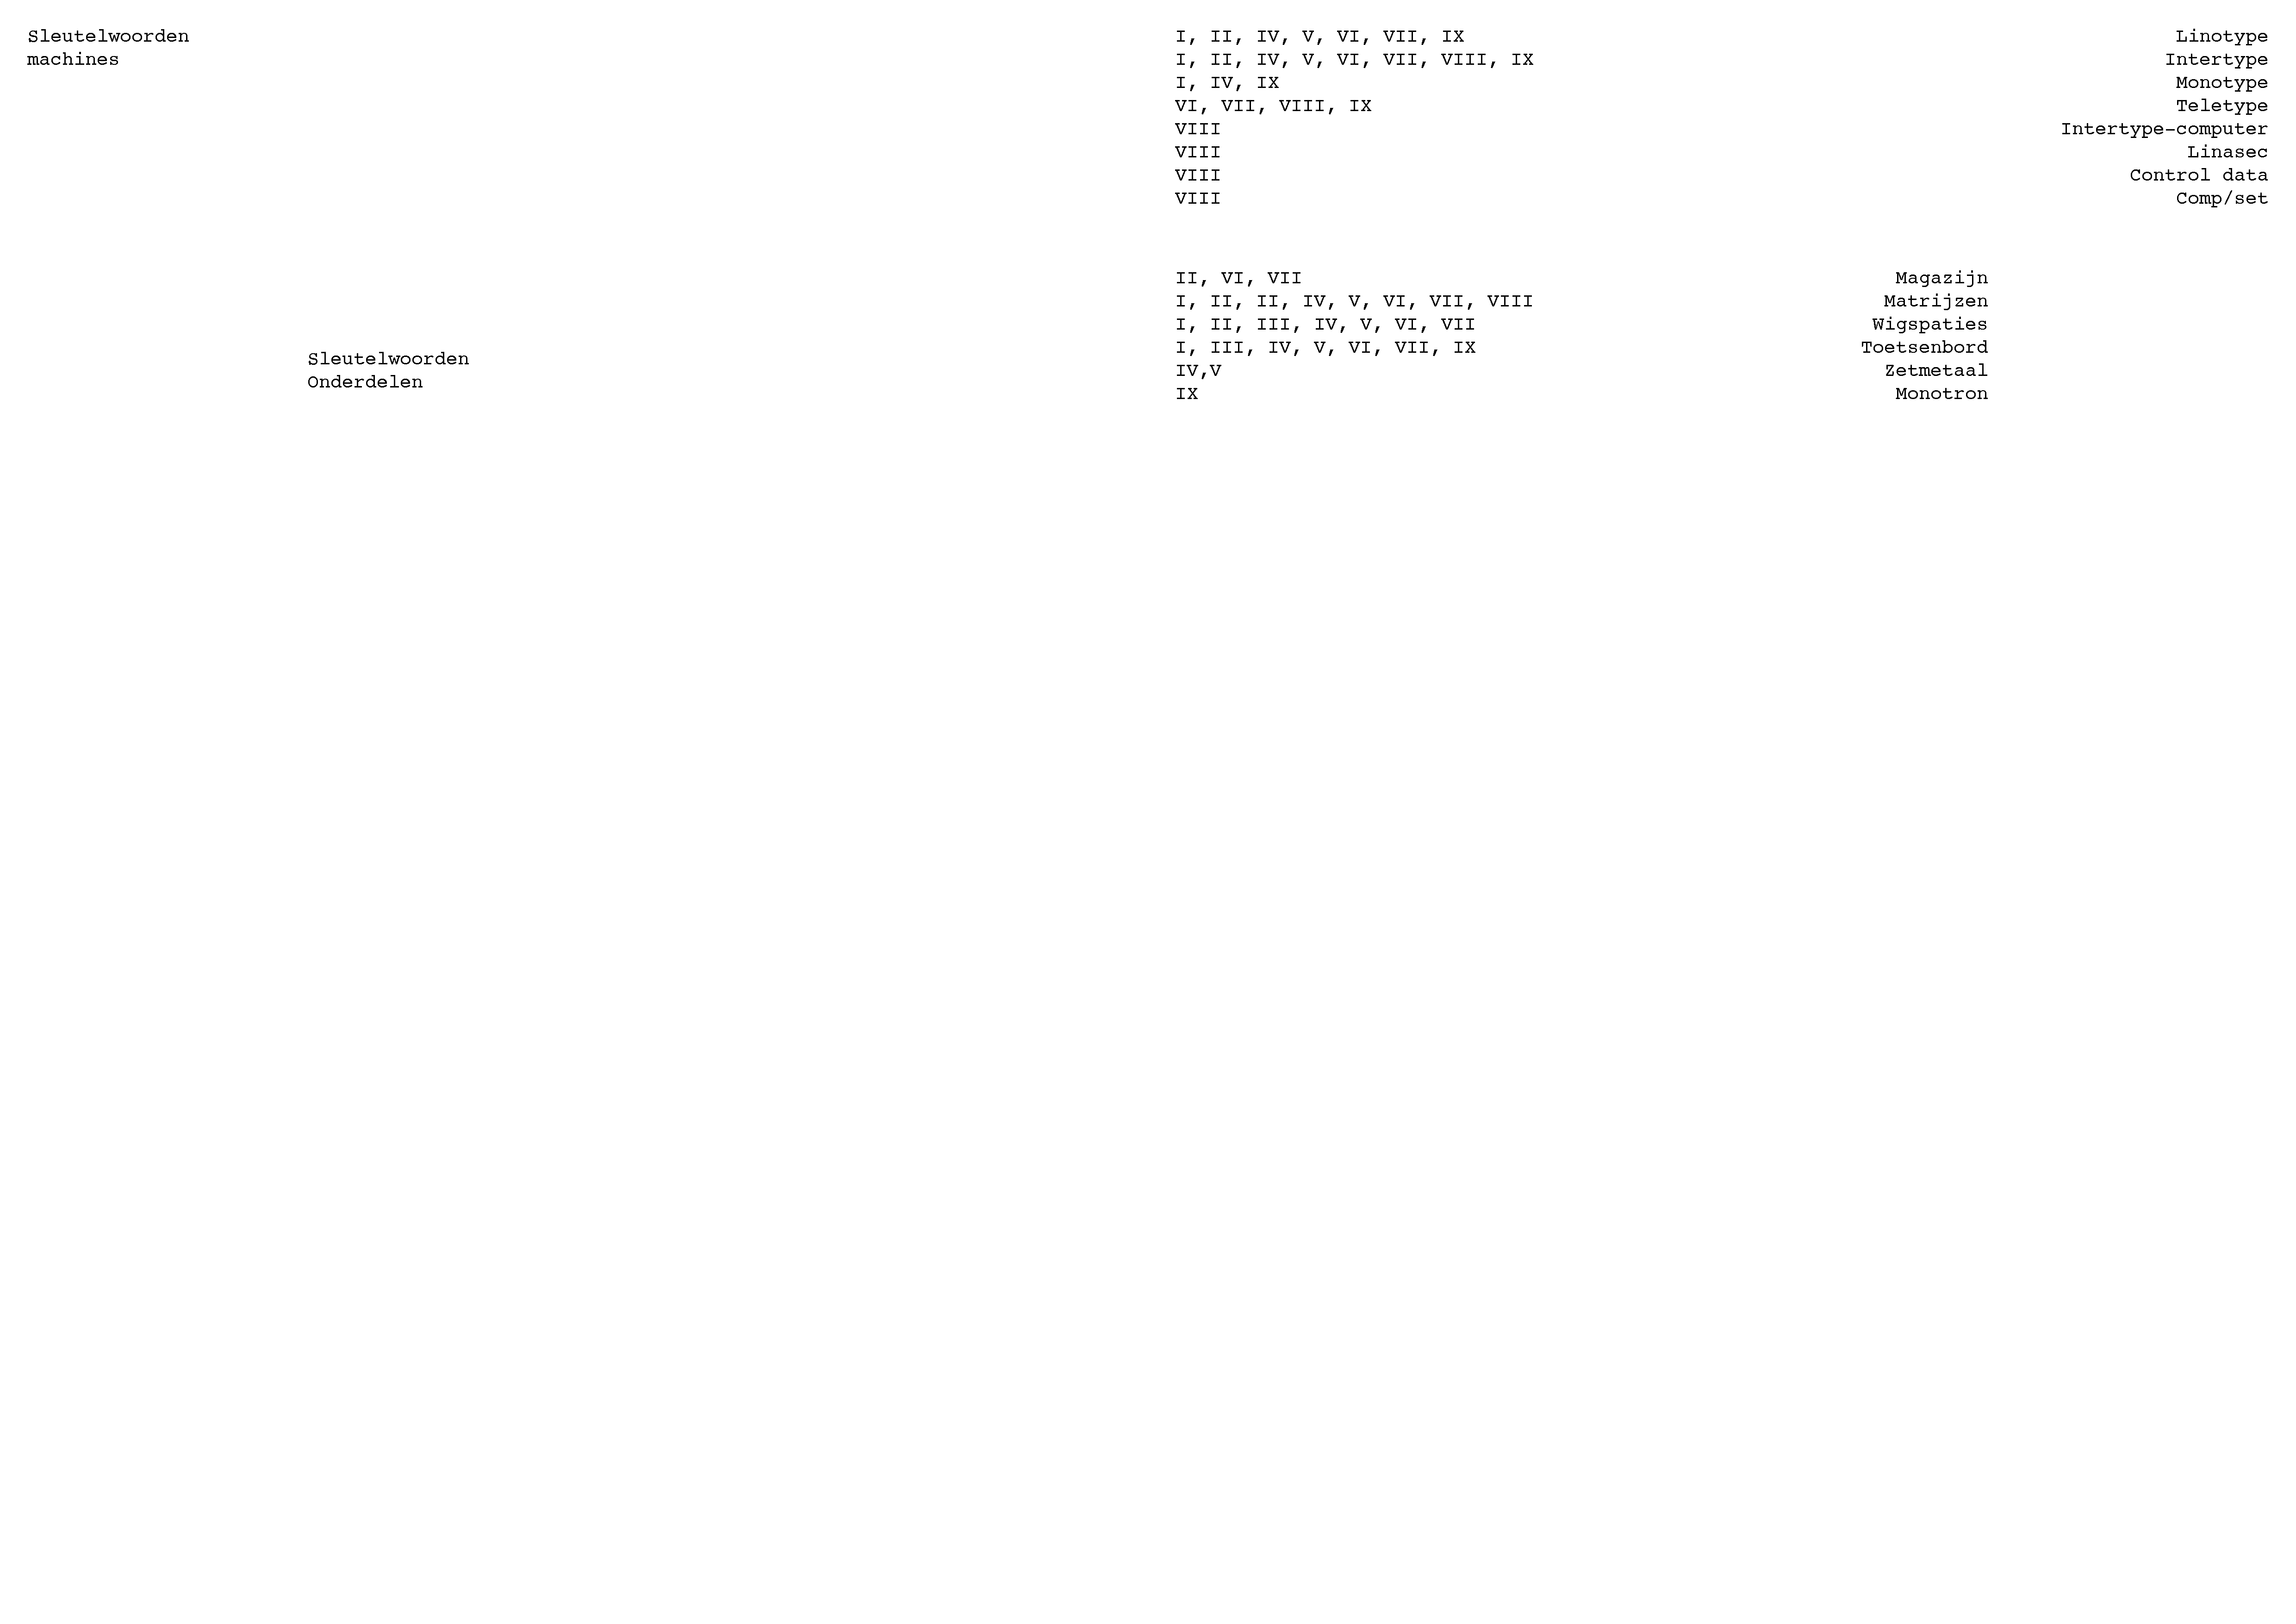 Sleutelwoorden I, II, IV, V, VI, VII, IX Linotype
machines I, II, IV, V, VI, VII, VIII, IX Intertype
I, IV, IX Monotype
VI, VII, VIII, IX Teletype
VIII Intertype-computer
VIII Linasec
VIII Control data
VIII Comp/set
II, VI, VII Magazijn
I, II, II, IV, V, VI, VII, VIII Matrijzen
I, II, III, IV, V, VI, VII Wigspaties
I, III, IV, V, VI, VII, IX Toetsenbord
Sleutelwoorden
IV,V Zetmetaal
Onderdelen
IX Monotron